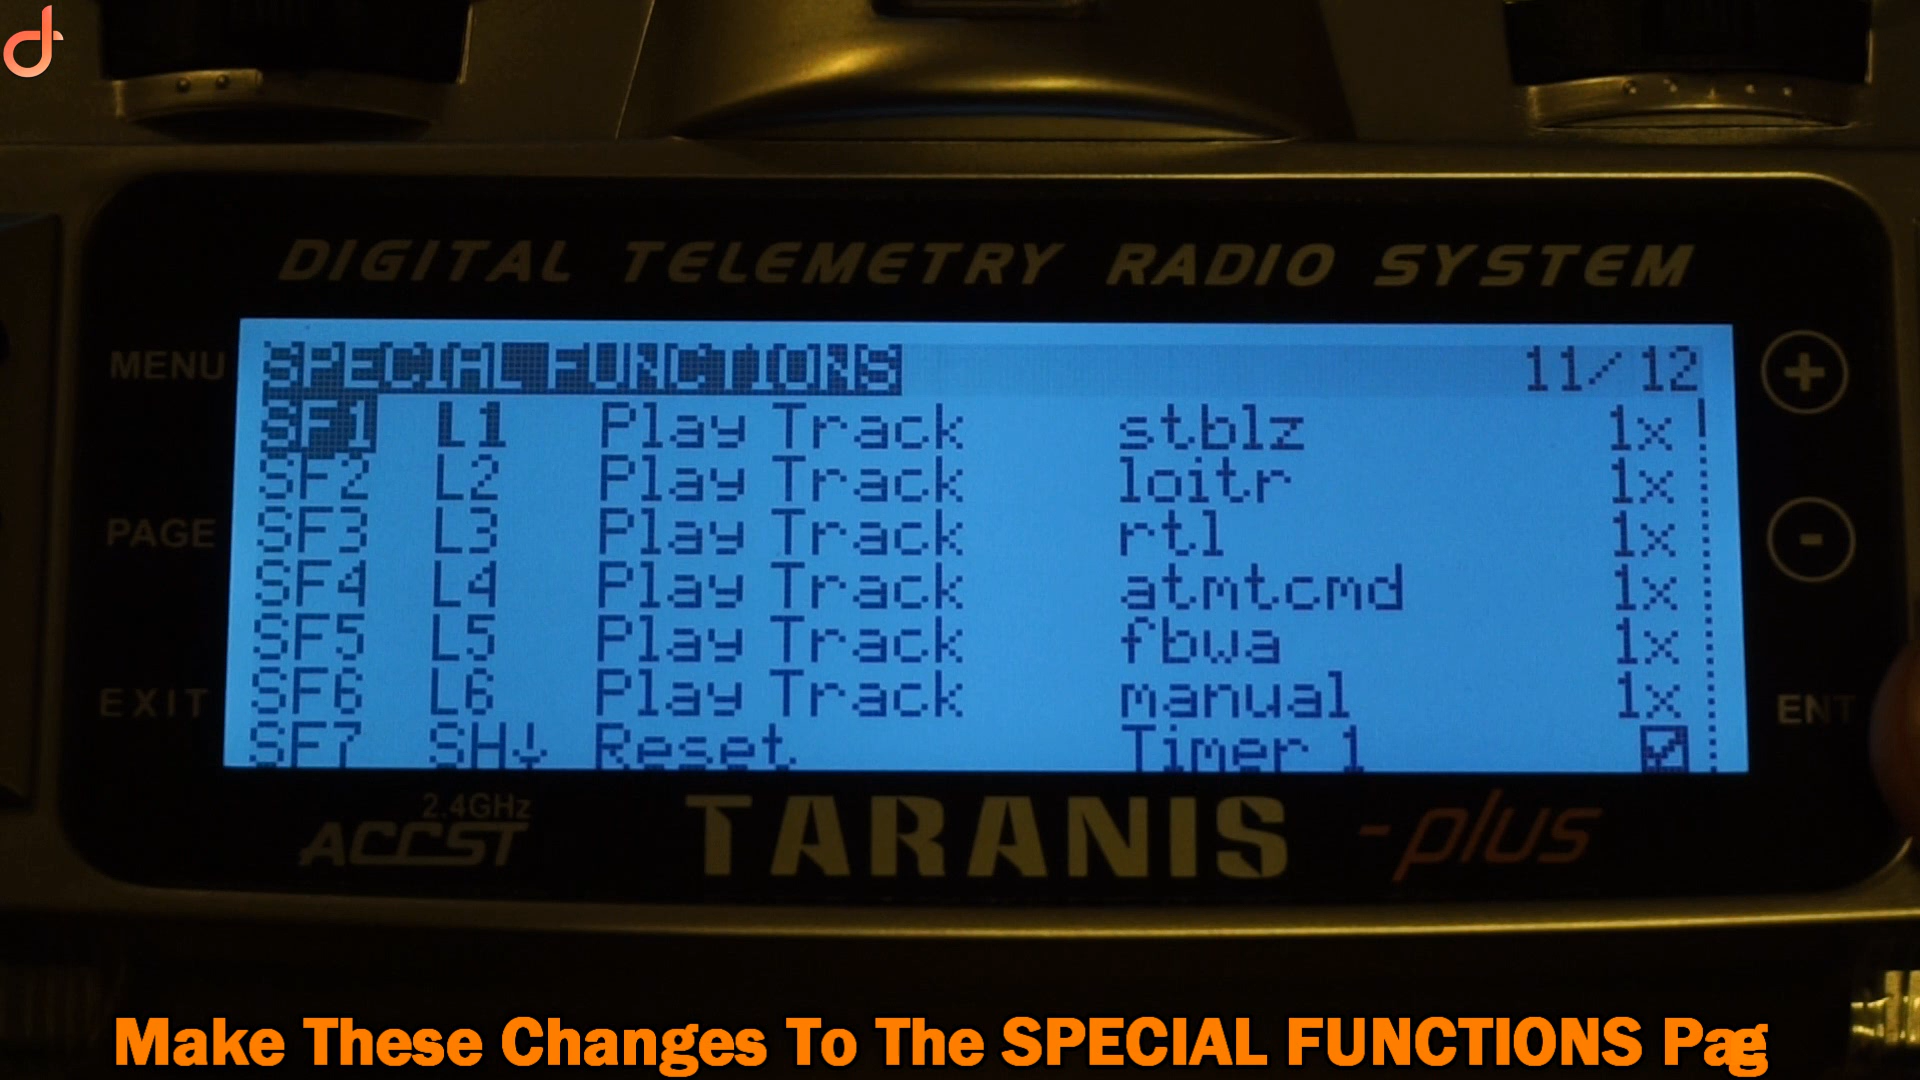 DIGITAL TELEMETRY RADIO SYSTEM
MENU
PAGE
EXIT
SPECIAL FUNCTIONS 11/12
SF1 L1 Play Track stblz 1x
SF2 L2 Play Track loitr 1x
SF3 L3 Play Track rtl 1x
SF4 L4 Play Track atmtcmd 1x
SF5 L5 Play Track fbwa 1x
SF6 L6 Play Track manual 1x
SF7 SH↓ Reset Timer 1
+
-
ENT
2.4GHz
ACCST
TARANIS -plus
Make These Changes To The SPECIAL FUNCTIONS Pag